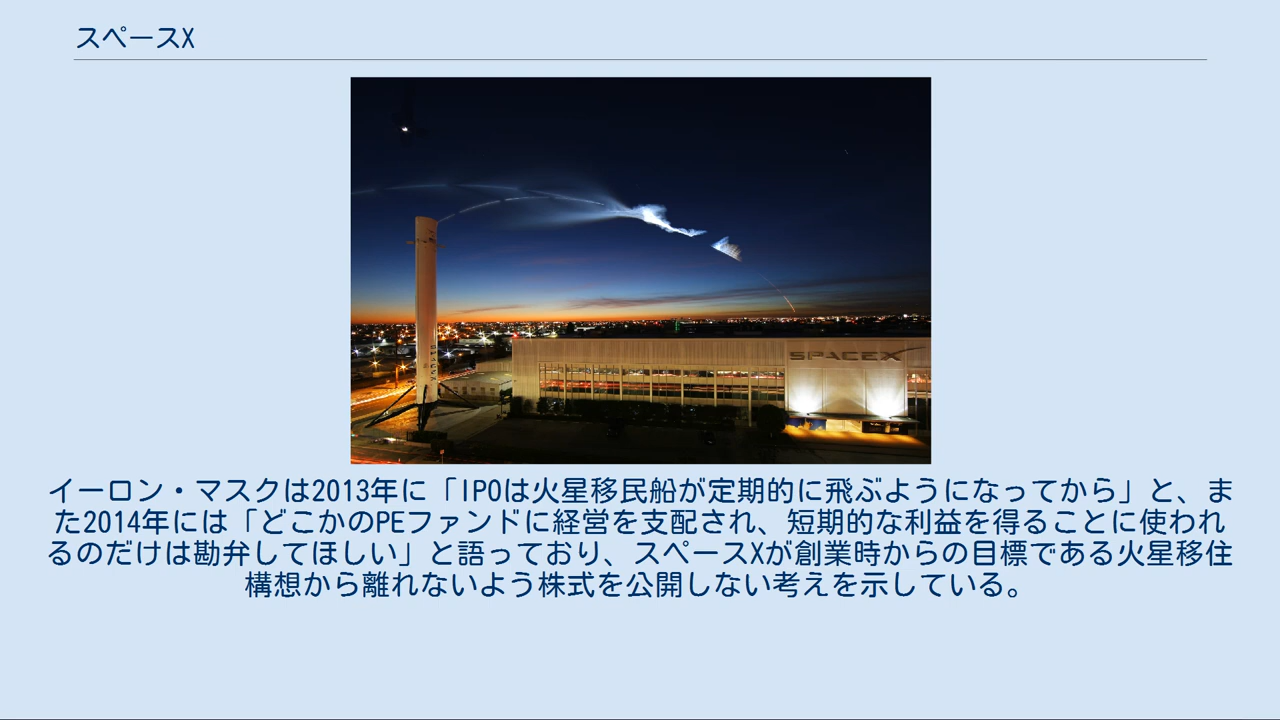 スペースX
SPACEX
イーロン・マスクは2013年に「IPOは火星移民船が定期的に飛ぶようになってから」と、ま
た2014年には「どこかのPEファンドに経営を支配され、短期的な利益を得ることに使われ
るのだけは勘弁してほしい」と語っており、スペースXが創業時からの目標である火星移住
構想から離れないよう株式を公開しない考えを示している。